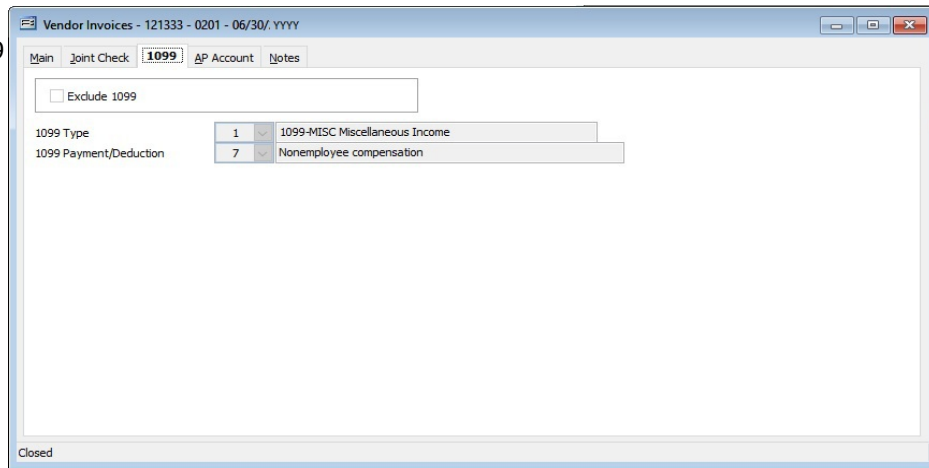 Vendor Invoices - 121333 - 0201 - 06/30/. YYYY
9
Main Joint Check 1099 AP Account Notes
Exclude 1099
1099 Type 1 1099-MISC Miscellaneous Income
1099 Payment/Deduction 7 Nonemployee compensation
Closed